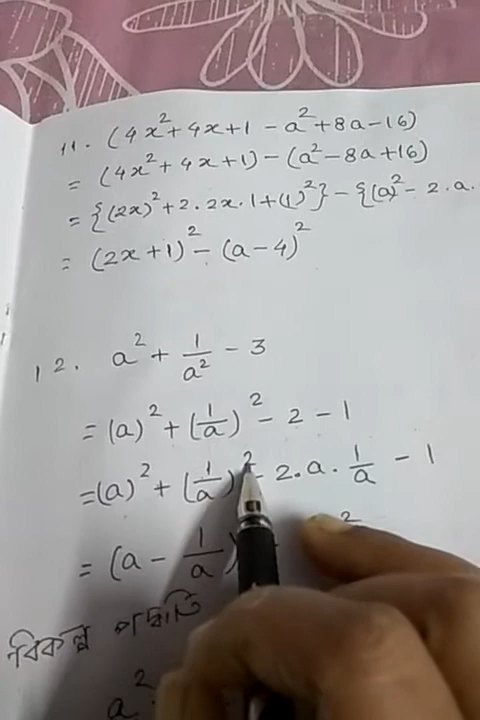 11. (4x² + 4x + 1 - a² + 8a - 16)
= (4x² + 4x + 1) - (a² - 8a + 16)
= {(2x)² + 2 · 2x · 1 + (1)²} - {(a)² - 2 · a.
= (2x + 1)² - (a - 4)²
12. a² + 1/a² - 3
= (a)² + (1/a)² - 2 - 1
= (a)² + (1/a)² - 2 · a · 1/a - 1
= (a - 1/a)
বিকল্প পদ্ধতি
a²